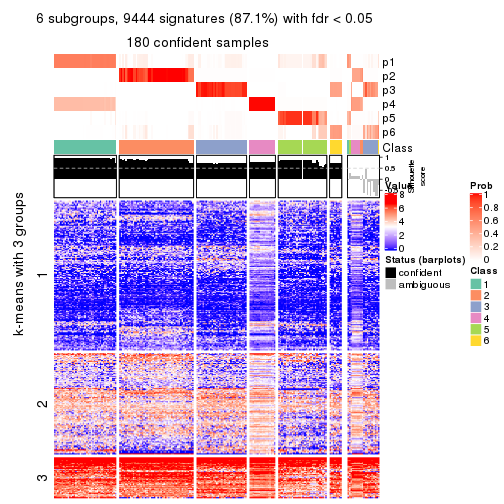 6 subgroups, 9444 signatures (87.1%) with fdr < 0.05
180 confident samples
p1
p2
p3
p4
p5
p6
Class
1
0.5
0
-0.5
Silhouette
score
k-means with 3 groups
1
2
3
Value
8
6
4
2
0
Status (barplots)
confident
ambiguous
Prob
1
0.8
0.6
0.4
0.2
0
Class
1
2
3
4
5
6